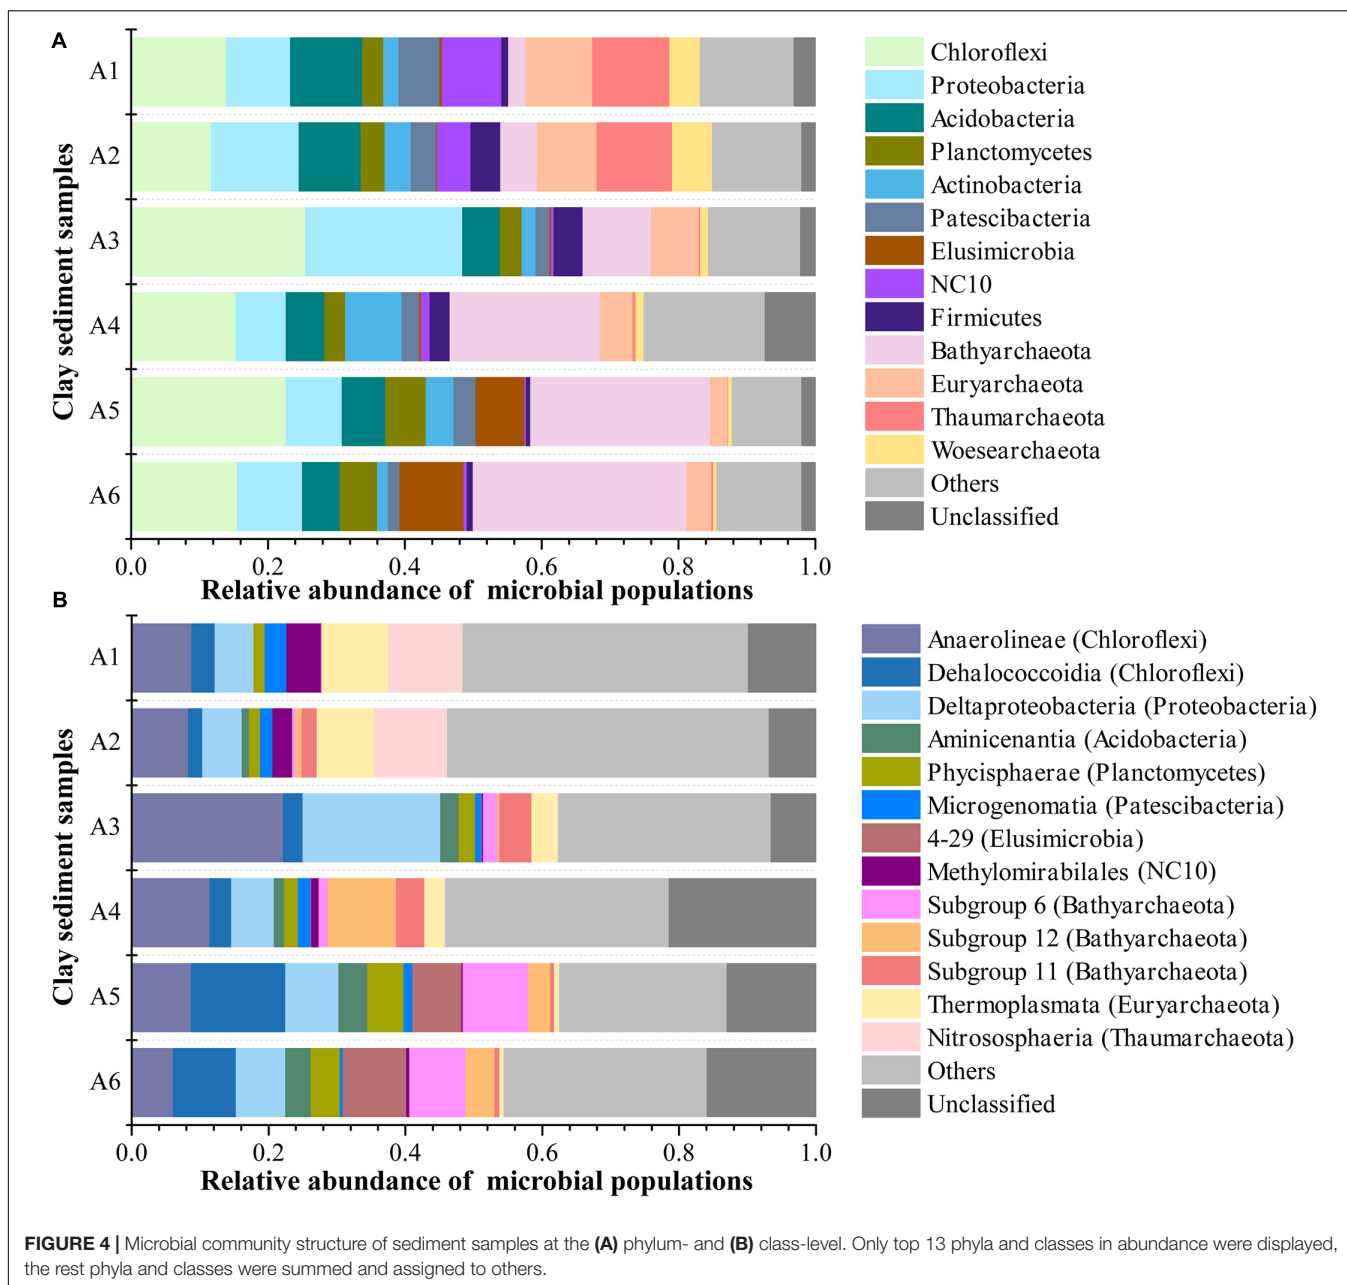 A
Clay sediment samples
A1
A2
A3
A4
A5
A6
0.0 0.2 0.4 0.6 0.8 1.0
Relative abundance of microbial populations
Chloroflexi
Proteobacteria
Acidobacteria
Planctomycetes
Actinobacteria
Patescibacteria
Elusimicrobia
NC10
Firmicutes
Bathyarchaeota
Euryarchaeota
Thaumarchaeota
Woesearchaeota
Others
Unclassified
B
Clay sediment samples
A1
A2
A3
A4
A5
A6
0.0 0.2 0.4 0.6 0.8 1.0
Relative abundance of microbial populations
Anaerolineae (Chloroflexi)
Dehalococcoidia (Chloroflexi)
Deltaproteobacteria (Proteobacteria)
Aminicenantia (Acidobacteria)
Phycisphaerae (Planctomycetes)
Microgenomatia (Patescibacteria)
4-29 (Elusimicrobia)
Methylomirabilales (NC10)
Subgroup 6 (Bathyarchaeota)
Subgroup 12 (Bathyarchaeota)
Subgroup 11 (Bathyarchaeota)
Thermoplasmata (Euryarchaeota)
Nitrososphaeria (Thaumarchaeota)
Others
Unclassified
FIGURE 4 | Microbial community structure of sediment samples at the (A) phylum- and (B) class-level. Only top 13 phyla and classes in abundance were displayed,
the rest phyla and classes were summed and assigned to others.